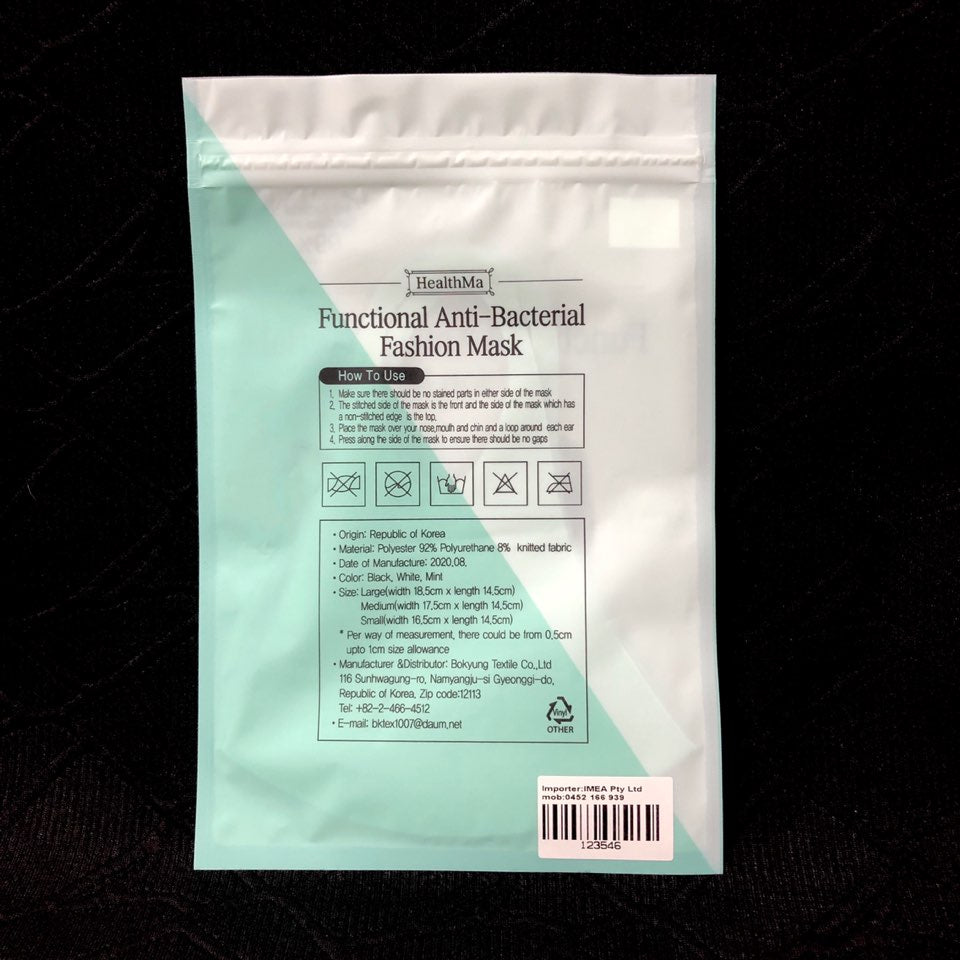 HealthMa
Functional Anti-Bacterial
Fashion Mask
How To Use
1. Make sure there should be no stained parts in either side of the mask
2. The stitched side of the mask is the front and the side of the mask which has
a non-stitched edge is the top.
3. Place the mask over your nose,mouth and chin and a loop around each ear
4. Press along the side of the mask to ensure there should be no gaps
• Origin: Republic of Korea
• Material: Polyester 92% Polyurethane 8% knitted fabric
• Date of Manufacture: 2020.08.
• Color: Black, White, Mint
• Size: Large(width 18.5cm x length 14.5cm)
Medium(width 17.5cm x length 14.5cm)
Small(width 16.5cm x length 14.5cm)
* Per way of measurement, there could be from 0.5cm
upto 1cm size allowance
• Manufacturer &Distributor: Bokyung Textile Co.,Ltd
116 Sunhwagung-ro, Namyangju-si Gyeonggi-do,
Republic of Korea, Zip code:12113
Tel: +82-2-466-4512
• E-mail: bktex1007@daum.net
Vinyl
OTHER
Importer:IMEA Pty Ltd
mob:0452 166 939
123546